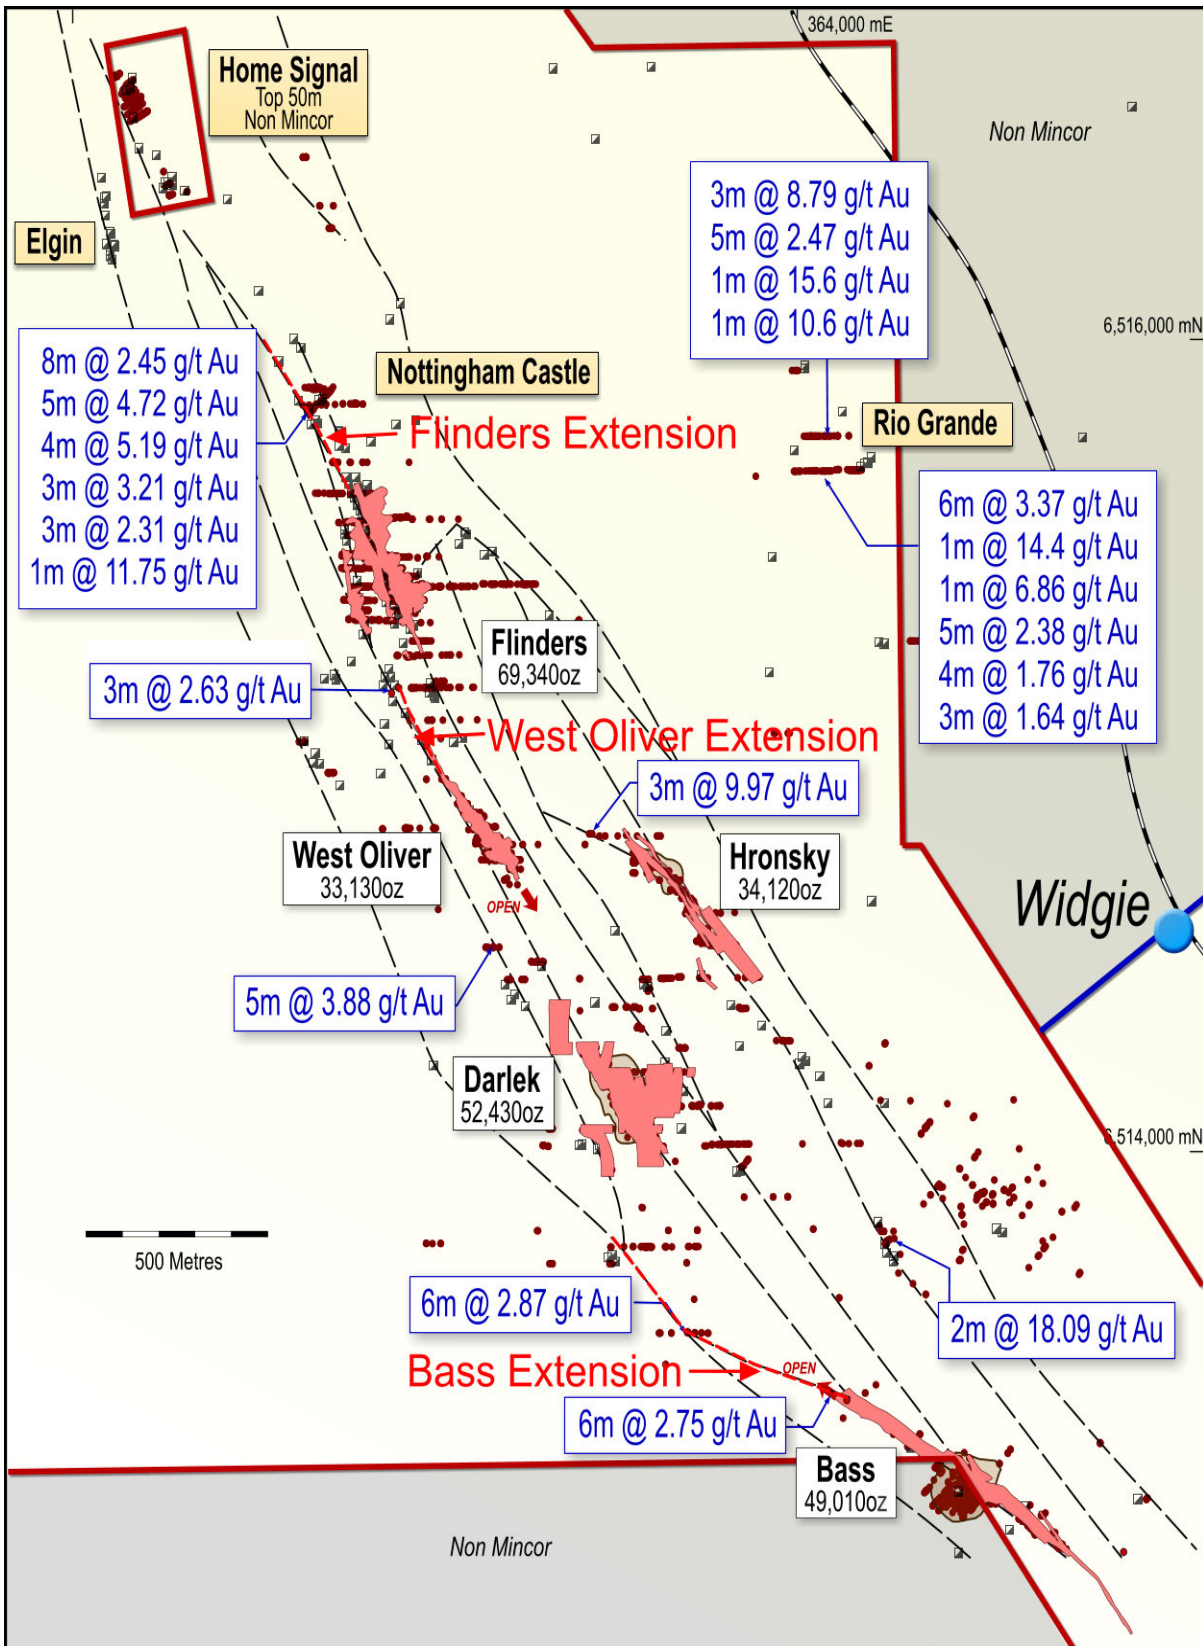 364,000 mE
Home Signal
Top 50m
Non Mincor
Non Mincor
3m @ 8.79 g/t Au
5m @ 2.47 g/t Au
1m @ 15.6 g/t Au
1m @ 10.6 g/t Au
Elgin
6,516,000 mN
8m @ 2.45 g/t Au
5m @ 4.72 g/t Au
4m @ 5.19 g/t Au
3m @ 3.21 g/t Au
3m @ 2.31 g/t Au
1m @ 11.75 g/t Au
Nottingham Castle
Flinders Extension
Rio Grande
6m @ 3.37 g/t Au
1m @ 14.4 g/t Au
1m @ 6.86 g/t Au
5m @ 2.38 g/t Au
4m @ 1.76 g/t Au
3m @ 1.64 g/t Au
Flinders
69,340oz
3m @ 2.63 g/t Au
West Oliver Extension
3m @ 9.97 g/t Au
West Oliver
33,130oz
Hronsky
34,120oz
OPEN
Widgie
5m @ 3.88 g/t Au
Darlek
52,430oz
6,514,000 mN
500 Metres
6m @ 2.87 g/t Au
2m @ 18.09 g/t Au
Bass Extension
OPEN
6m @ 2.75 g/t Au
Bass
49,010oz
Non Mincor